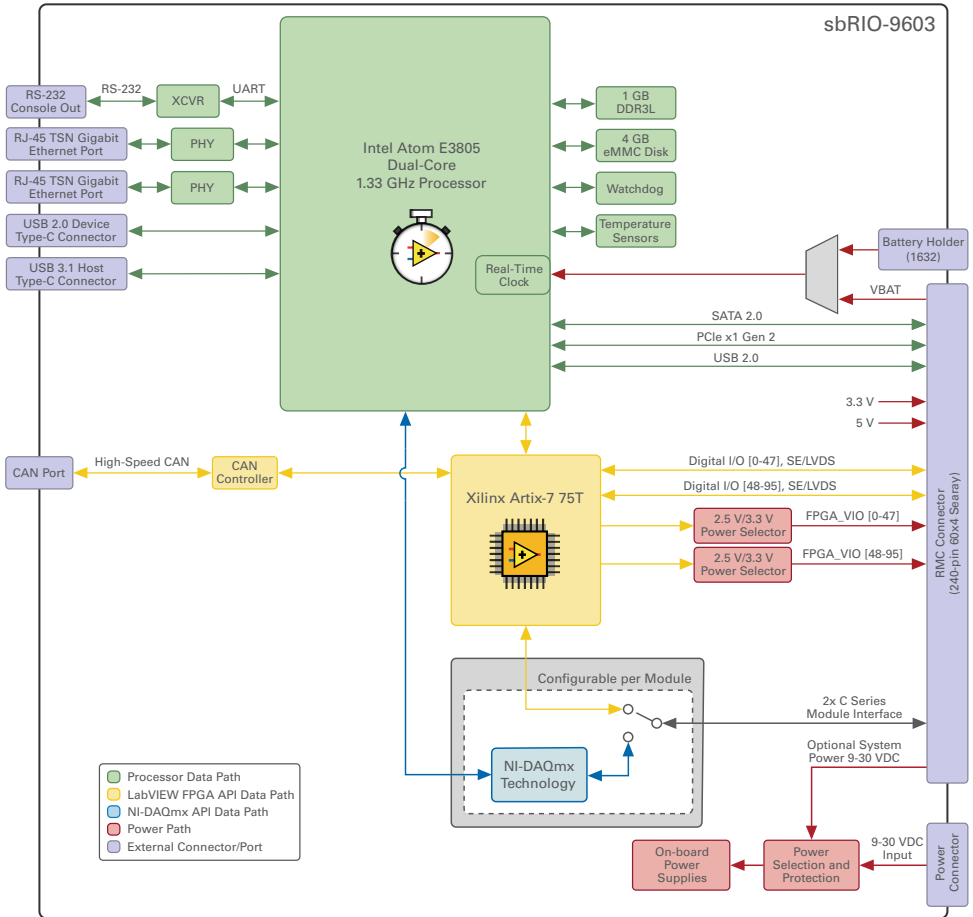 sbRIO-9603
RS-232
Console Out
RS-232
XCVR
UART
RJ-45 TSN Gigabit
Ethernet Port
PHY
RJ-45 TSN Gigabit
Ethernet Port
PHY
USB 2.0 Device
Type-C Connector
USB 3.1 Host
Type-C Connector
Intel Atom E3805
Dual-Core
1.33 GHz Processor
Real-Time
Clock
1 GB
DDR3L
4 GB
eMMC Disk
Watchdog
Temperature
Sensors
Battery Holder
(1632)
VBAT
SATA 2.0
PCIe x1 Gen 2
USB 2.0
3.3 V
5 V
CAN Port
High-Speed CAN
CAN
Controller
Xilinx Artix-7 75T
Digital I/O [0-47], SE/LVDS
Digital I/O [48-95], SE/LVDS
2.5 V/3.3 V
Power Selector
FPGA_VIO [0-47]
2.5 V/3.3 V
Power Selector
FPGA_VIO [48-95]
RMC Connector
(240-pin 60x4 Searay)
Configurable per Module
NI-DAQmx
Technology
2x C Series
Module Interface
Optional System
Power 9-30 VDC
Processor Data Path
LabVIEW FPGA API Data Path
NI-DAQmx API Data Path
Power Path
External Connector/Port
On-board
Power
Supplies
Power
Selection and
Protection
9-30 VDC
Input
Power
Connector